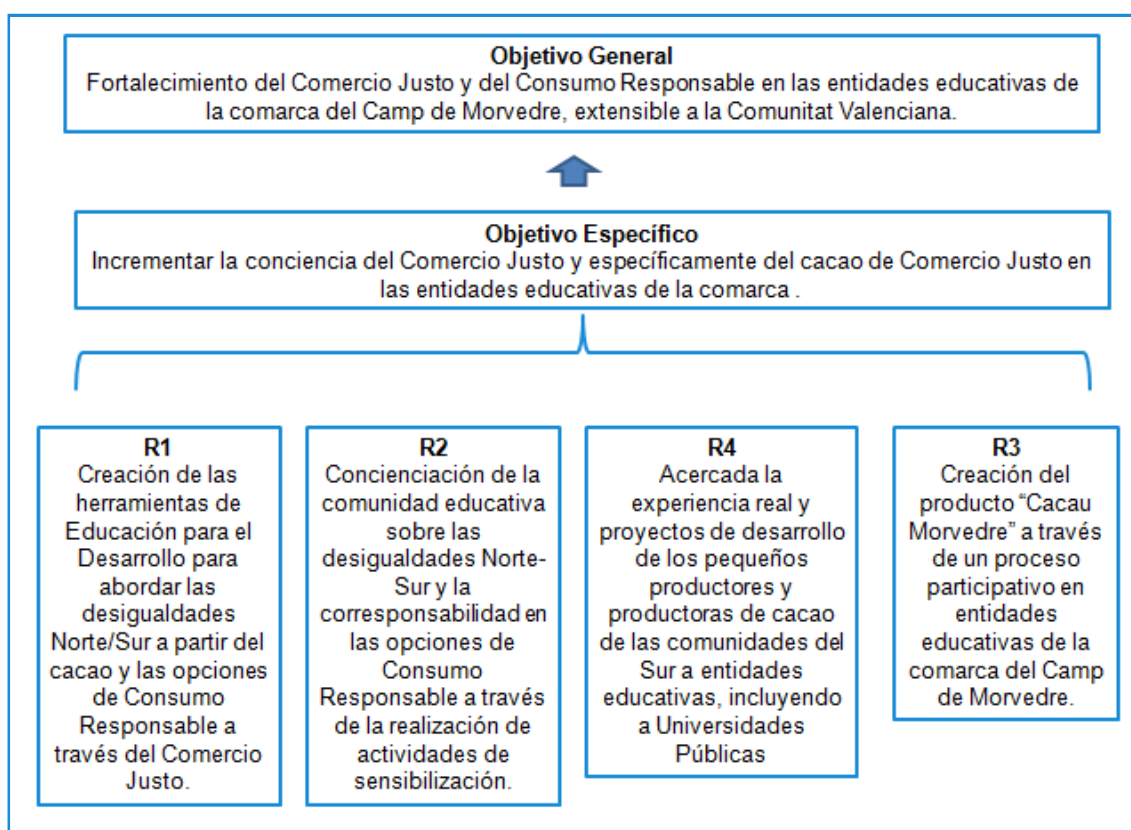 Objetivo General
Fortalecimiento del Comercio Justo y del Consumo Responsable en las entidades educativas de
la comarca del Camp de Morvedre, extensible a la Comunitat Valenciana.
Objetivo Específico
Incrementar la conciencia del Comercio Justo y específicamente del cacao de Comercio Justo en
las entidades educativas de la comarca .
R1
Creación de las
herramientas de
Educación para el
Desarrollo para
abordar las
desigualdades
Norte/Sur a partir del
cacao y las opciones
de Consumo
Responsable a
través del Comercio
Justo.
R2
Concienciación de la
comunidad educativa
sobre las
desigualdades Norte-
Sur y la
corresponsabilidad en
las opciones de
Consumo
Responsable a través
de la realización de
actividades de
sensibilización.
R4
Acercada la
experiencia real y
proyectos de desarrollo
de los pequeños
productores y
productoras de cacao
de las comunidades del
Sur a entidades
educativas, incluyendo
a Universidades
Públicas
R3
Creación del
producto “Cacau
Morvedre” a través
de un proceso
participativo en
entidades
educativas de la
comarca del Camp
de Morvedre.